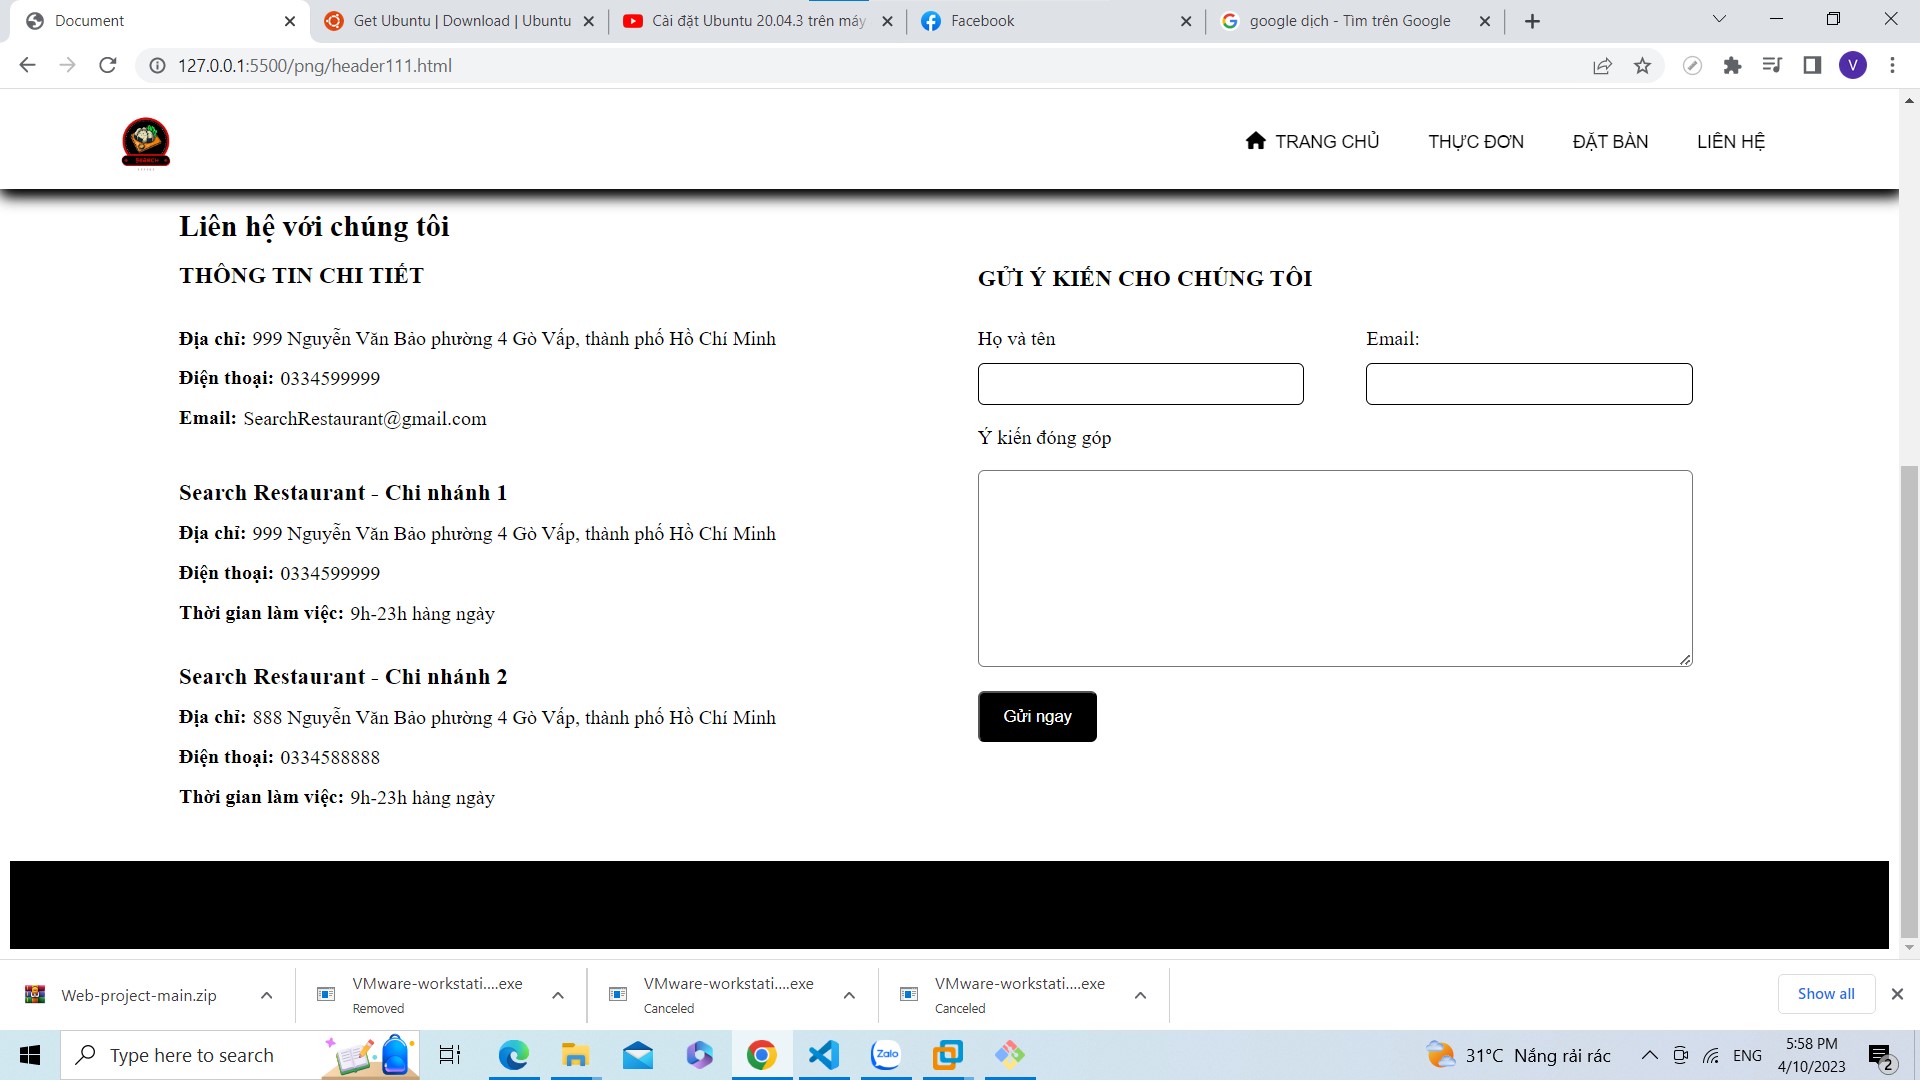 Document
Get Ubuntu | Download | Ubuntu
Cài đặt Ubuntu 20.04.3 trên máy
Facebook
google dịch - Tìm trên Google
127.0.0.1:5500/png/header111.html
V
SEARCH
TRANG CHỦ
THỰC ĐƠN
ĐẶT BÀN
LIÊN HỆ
Liên hệ với chúng tôi
THÔNG TIN CHI TIẾT
Địa chỉ: 999 Nguyễn Văn Bảo phường 4 Gò Vấp, thành phố Hồ Chí Minh
Điện thoại: 0334599999
Email: SearchRestaurant@gmail.com
Search Restaurant - Chi nhánh 1
Địa chỉ: 999 Nguyễn Văn Bảo phường 4 Gò Vấp, thành phố Hồ Chí Minh
Điện thoại: 0334599999
Thời gian làm việc: 9h-23h hàng ngày
Search Restaurant - Chi nhánh 2
Địa chỉ: 888 Nguyễn Văn Bảo phường 4 Gò Vấp, thành phố Hồ Chí Minh
Điện thoại: 0334588888
Thời gian làm việc: 9h-23h hàng ngày
GỬI Ý KIẾN CHO CHÚNG TÔI
Họ và tên
Email:
Ý kiến đóng góp
Gửi ngay
Web-project-main.zip
VMware-workstati....exe
Removed
VMware-workstati....exe
Canceled
VMware-workstati....exe
Canceled
Show all
Type here to search
Zalo
31°C Nắng rải rác
ENG
5:58 PM
4/10/2023
2